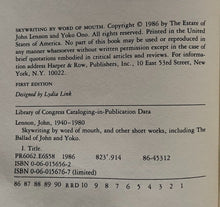 SKYWRITING BY WORD OF MOUTH. Copyright © 1986 by The Estate of
John Lennon and Yoko Ono. All rights reserved. Printed in the United
States of America. No part of this book may be used or reproduced in
any manner whatsoever without written permission except in the case of
brief quotations embodied in critical articles and reviews. For information
address Harper & Row, Publishers, Inc., 10 East 53rd Street, New
York, N.Y. 10022.
FIRST EDITION
Designed by Lydia Link
Library of Congress Cataloging-in-Publication Data
Lennon, John, 1940–1980
Skywriting by word of mouth, and other short works, including The
Ballad of John and Yoko.
I. Title.
PR6062.E6S58 1986 823'.914 86-45312
ISBN 0-06-015656-2
ISBN 0-06-015676-7 (limited)
86 87 88 89 90 RRD 10 9 8 7 6 5 4 3 2 1